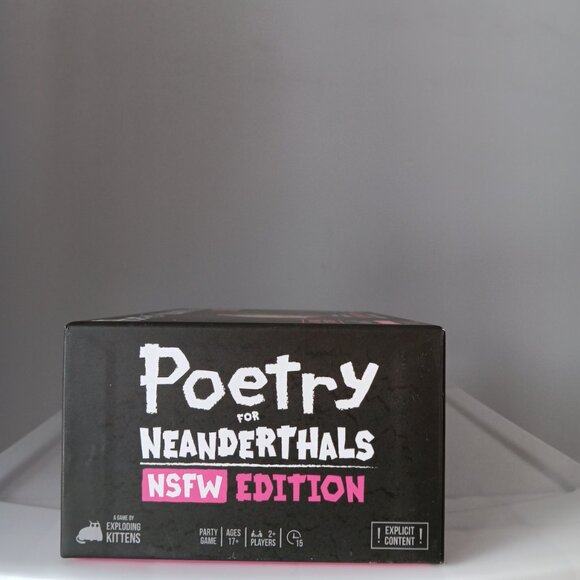 Poetry
FOR
NEANDERTHALS
NSFW EDITION
A GAME BY
EXPLODING
KITTENS
PARTY
GAME
AGES
17+
2+
PLAYERS
15
! EXPLICIT !
CONTENT